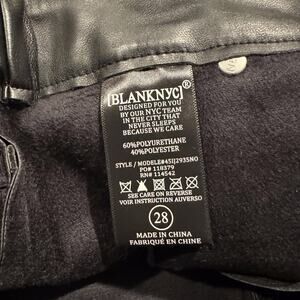 [BLANKNYC]®
DESIGNED FOR YOU
BY OUR NYC TEAM
IN THE CITY THAT
NEVER SLEEPS
BECAUSE WE CARE
60%POLYURETHANE
40%POLYESTER
STYLE / MODELE#45IJ2935NO
PO# 118379
RN# 114542
SEE CARE ON REVERSE
VOIR INSTRUCTION AUVERSO
28
MADE IN CHINA
FABRIQUÉ EN CHINE
S